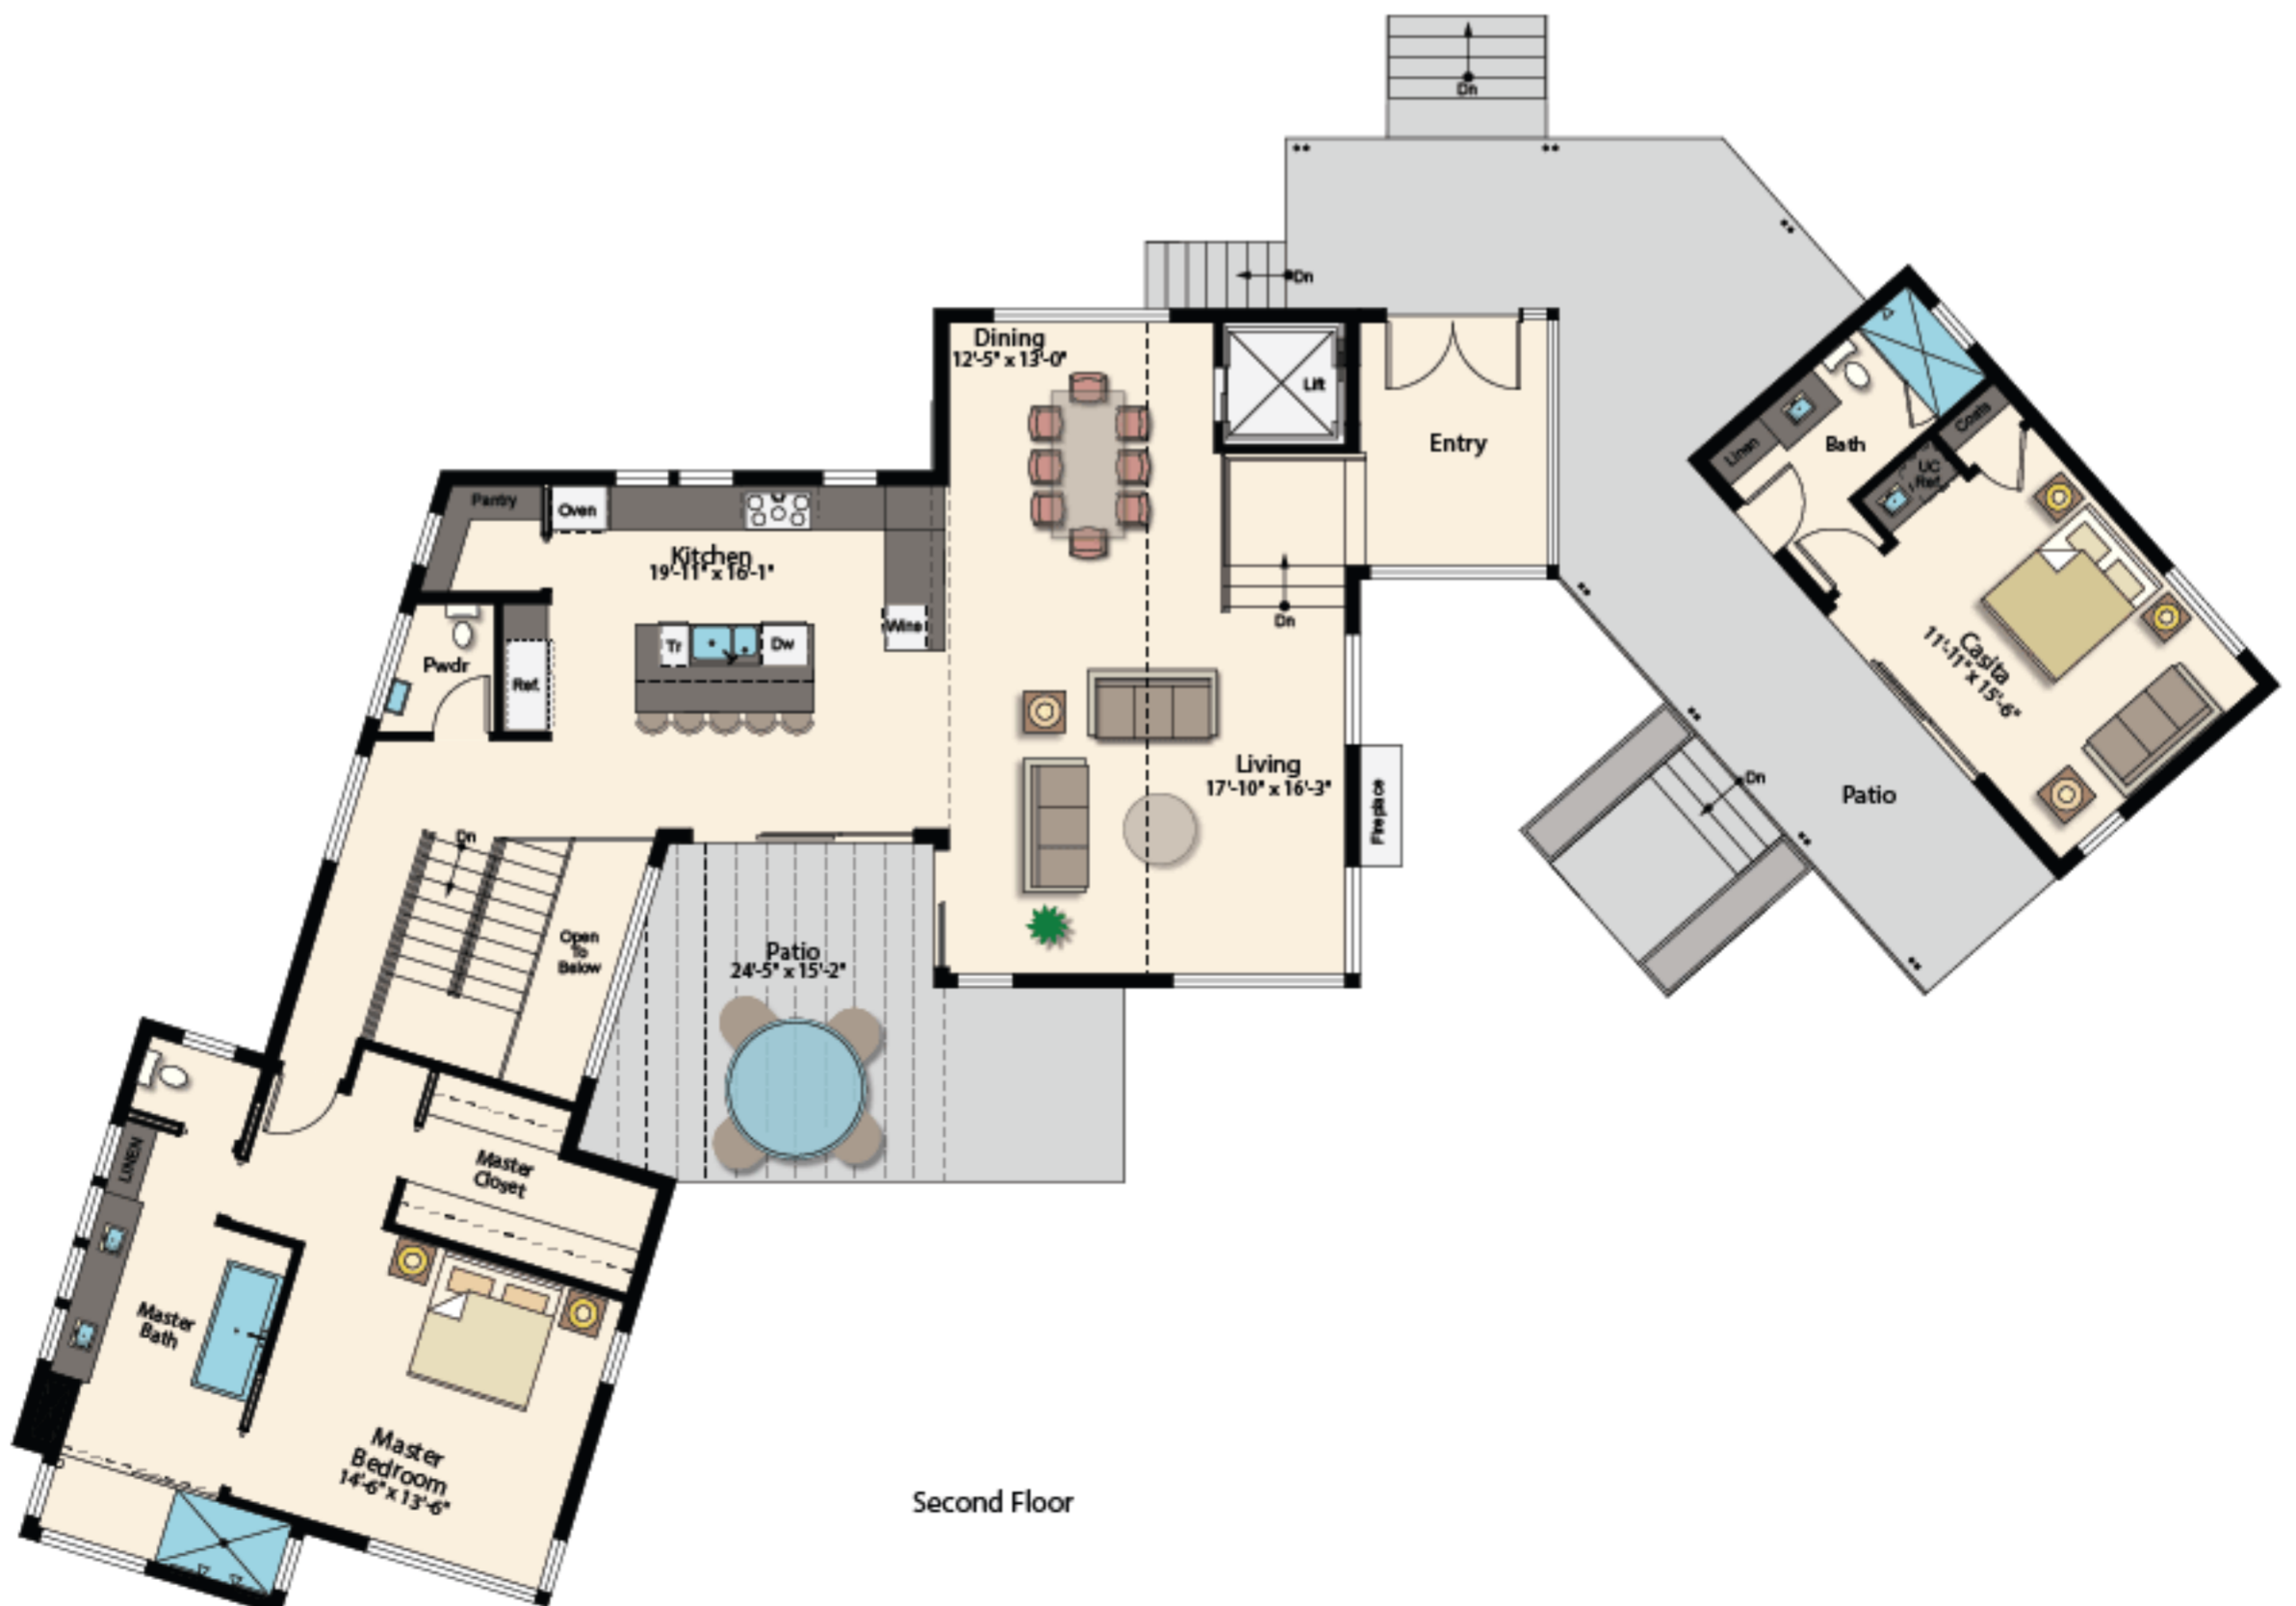 Dn
Dn
Dining
12'-5" x 13'-0"
Lift
Entry
Coats
Linen
Bath
UC
Ref.
Pantry
Oven
Kitchen
19'-11" x 16'-1"
Wine
Dn
Tr
Dw
Pwdr
Ref.
Casita
11'-11" x 15'-6"
Living
17'-10" x 16'-3"
Fireplace
Dn
Patio
Dn
Open
To
Below
Patio
24'-5" x 15'-2"
LINEN
Master
Closet
Master
Bath
Master
Bedroom
14'-6" x 13'-6"
Second Floor